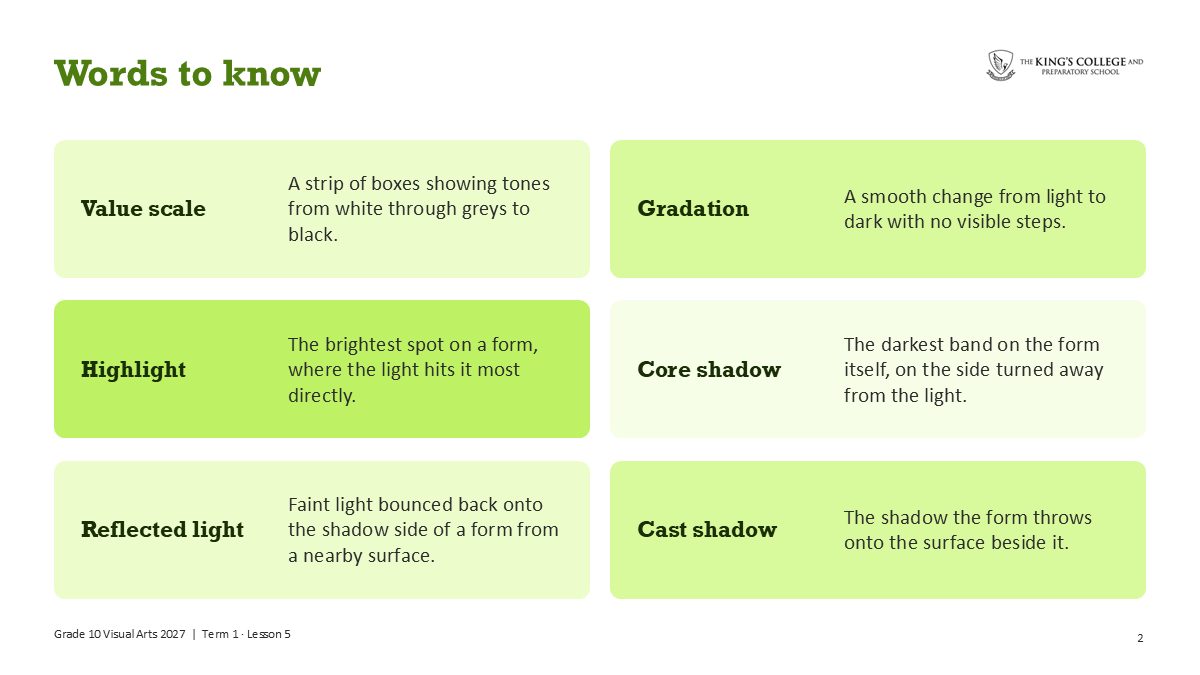 Words to know
THE KING'S COLLEGE AND
PREPARATORY SCHOOL
Value scale
A strip of boxes showing tones
from white through greys to
black.
Gradation
A smooth change from light to
dark with no visible steps.
Highlight
The brightest spot on a form,
where the light hits it most
directly.
Core shadow
The darkest band on the form
itself, on the side turned away
from the light.
Reflected light
Faint light bounced back onto
the shadow side of a form from
a nearby surface.
Cast shadow
The shadow the form throws
onto the surface beside it.
Grade 10 Visual Arts 2027 | Term 1 · Lesson 5
2